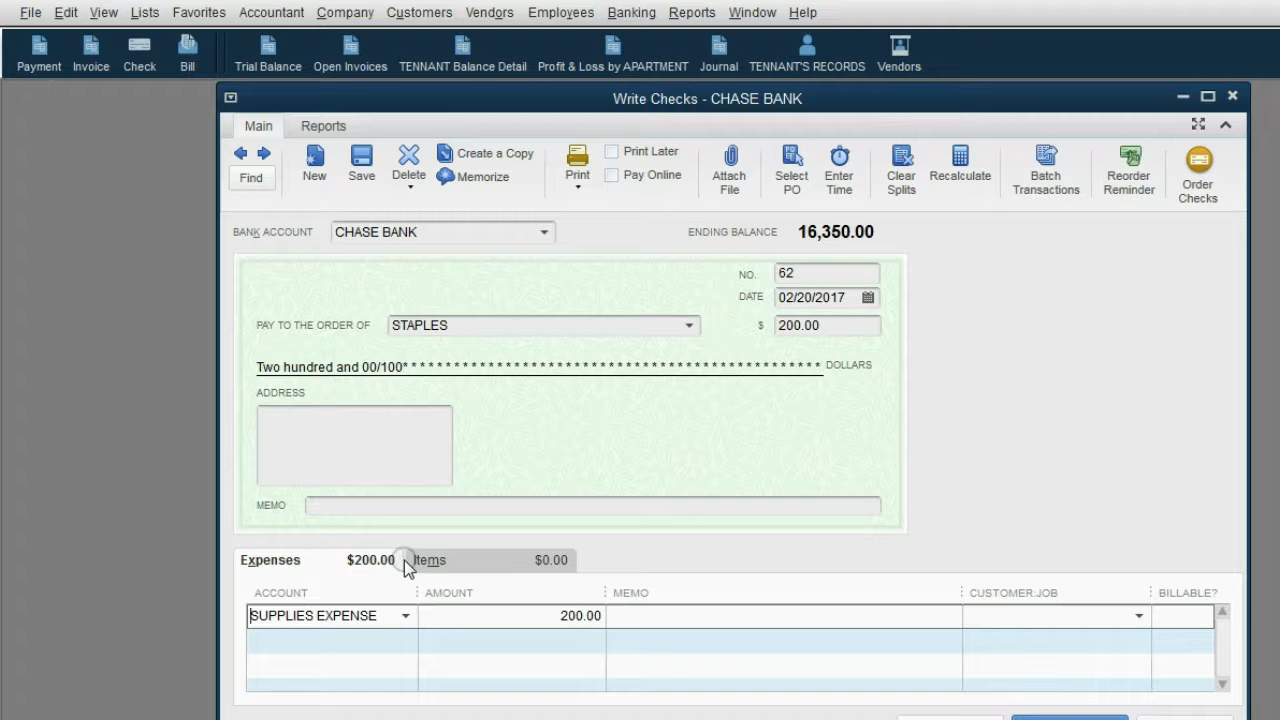 File Edit View Lists Favorites Accountant Company Customers Vendors Employees Banking Reports Window Help
Payment Invoice Check Bill Trial Balance Open Invoices TENNANT Balance Detail Profit & Loss by APARTMENT Journal TENNANT'S RECORDS Vendors
Write Checks - CHASE BANK
Main Reports
Find New Save Delete Create a Copy Memorize Print Print Later Pay Online Attach File Select PO Enter Time Clear Splits Recalculate Batch Transactions Reorder Reminder Order Checks
BANK ACCOUNT CHASE BANK ENDING BALANCE 16,350.00
NO. 62
DATE 02/20/2017
PAY TO THE ORDER OF STAPLES $ 200.00
Two hundred and 00/100* * * * * * * * * * * * * * * * * * * * * * * * * * * * * * * * * * * * * * * * * * * * * * * * * DOLLARS
ADDRESS
MEMO
Expenses $200.00 Items $0.00
ACCOUNT AMOUNT MEMO CUSTOMER:JOB BILLABLE?
SUPPLIES EXPENSE 200.00